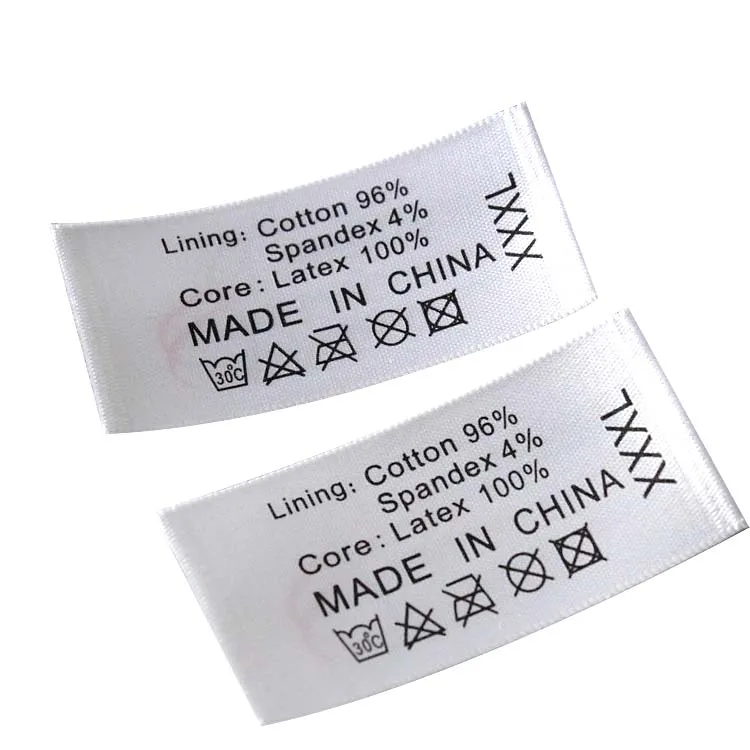 Lining: Cotton 96%
Spandex 4%
Core: Latex 100%
MADE IN CHINA
30°C
XXXL
Lining: Cotton 96%
Spandex 4%
Core: Latex 100%
MADE IN CHINA
30°C
XXXL